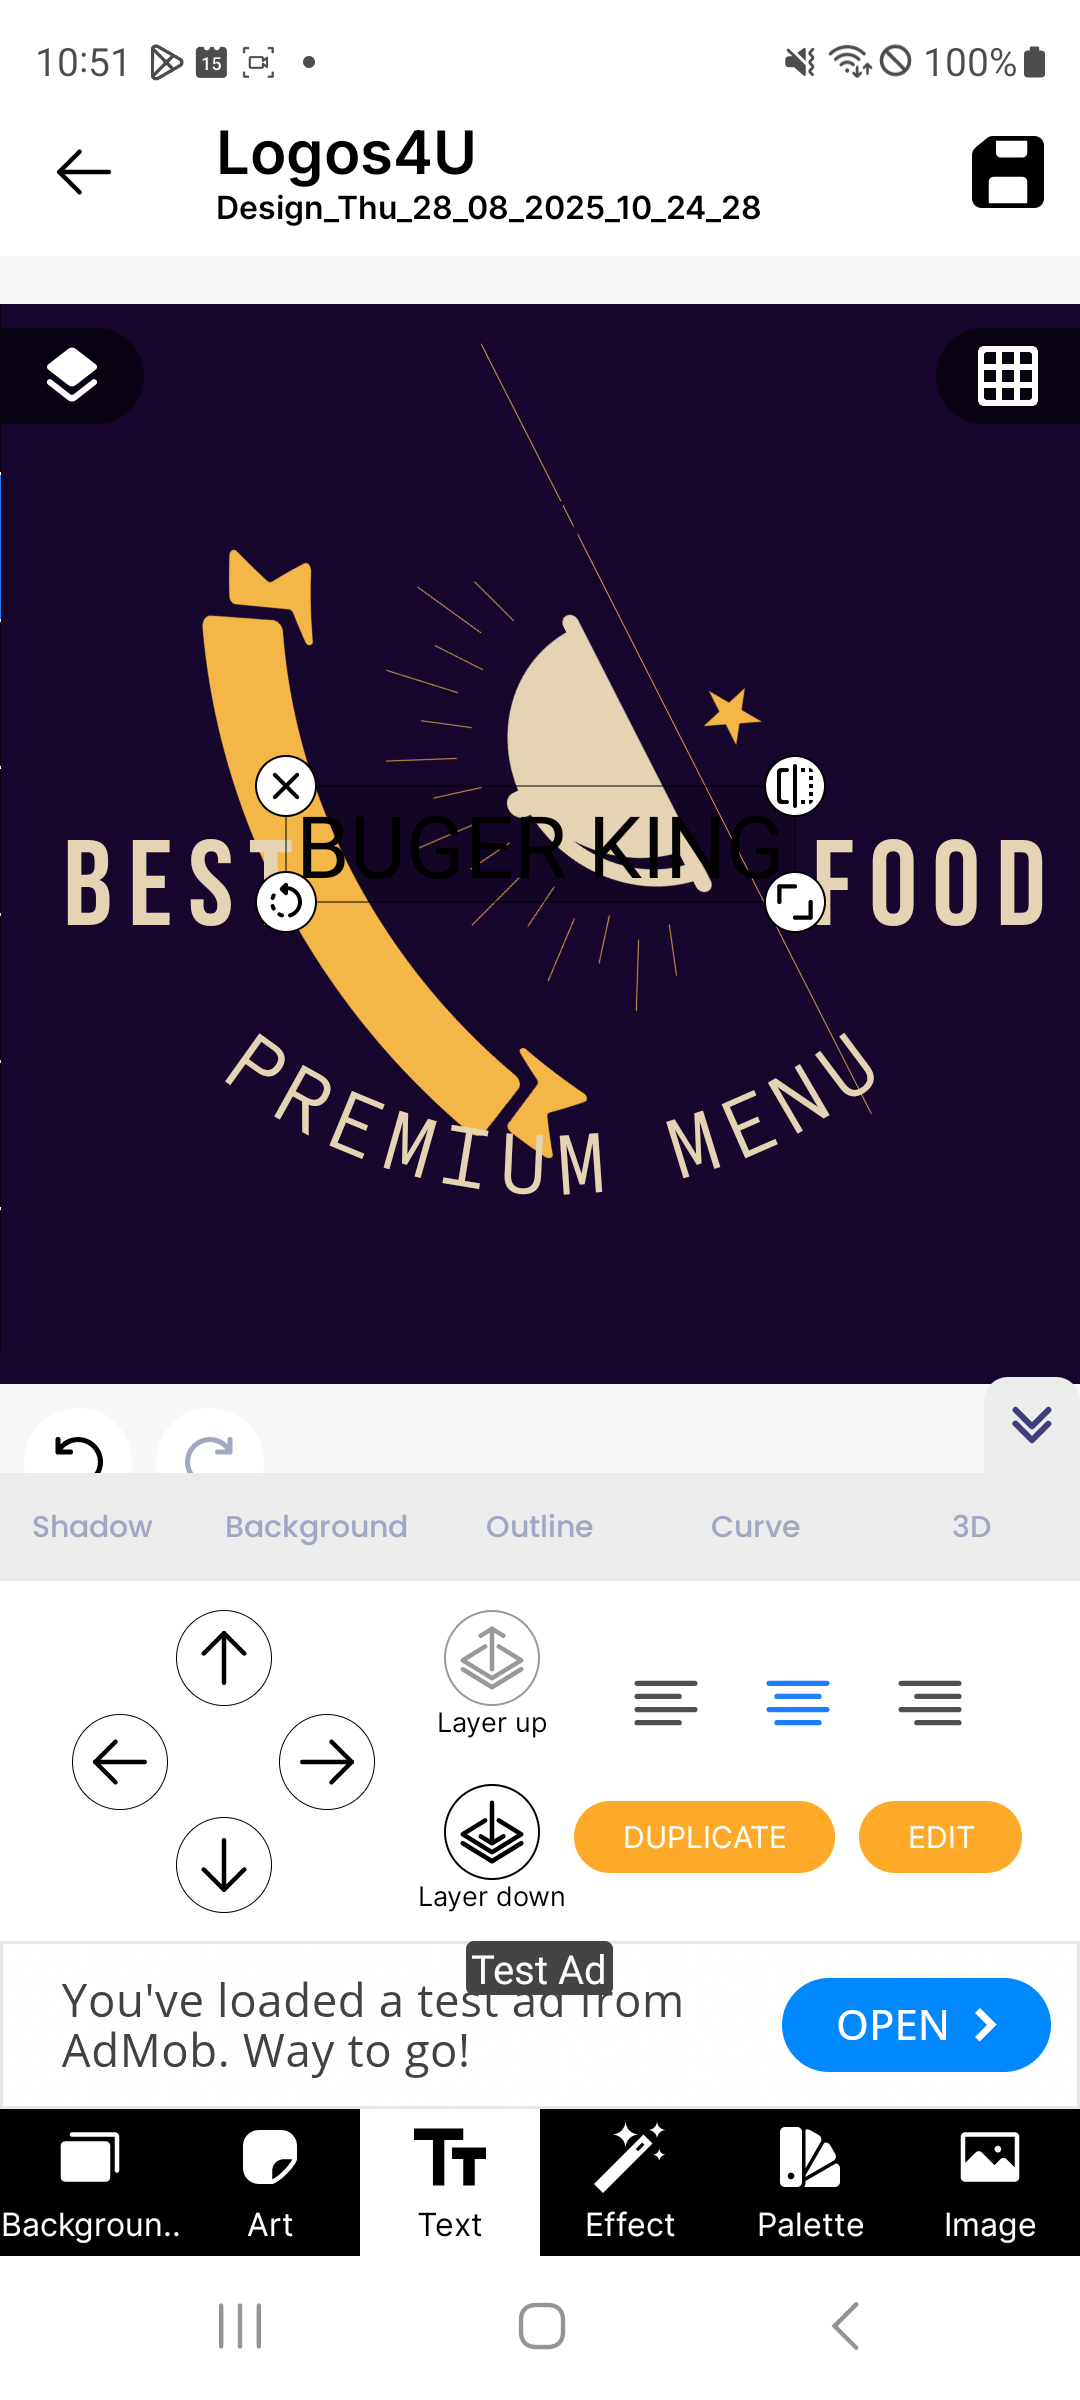 10:51
15
100%
Logos4U
Design_Thu_28_08_2025_10_24_28
BEST
BUGER KING
FOOD
PREMIUM MENU
Shadow Background Outline Curve 3D
Layer up
Layer down
DUPLICATE
EDIT
Test Ad
You've loaded a test ad from
AdMob. Way to go!
OPEN
Backgroun.. Art Text Effect Palette Image